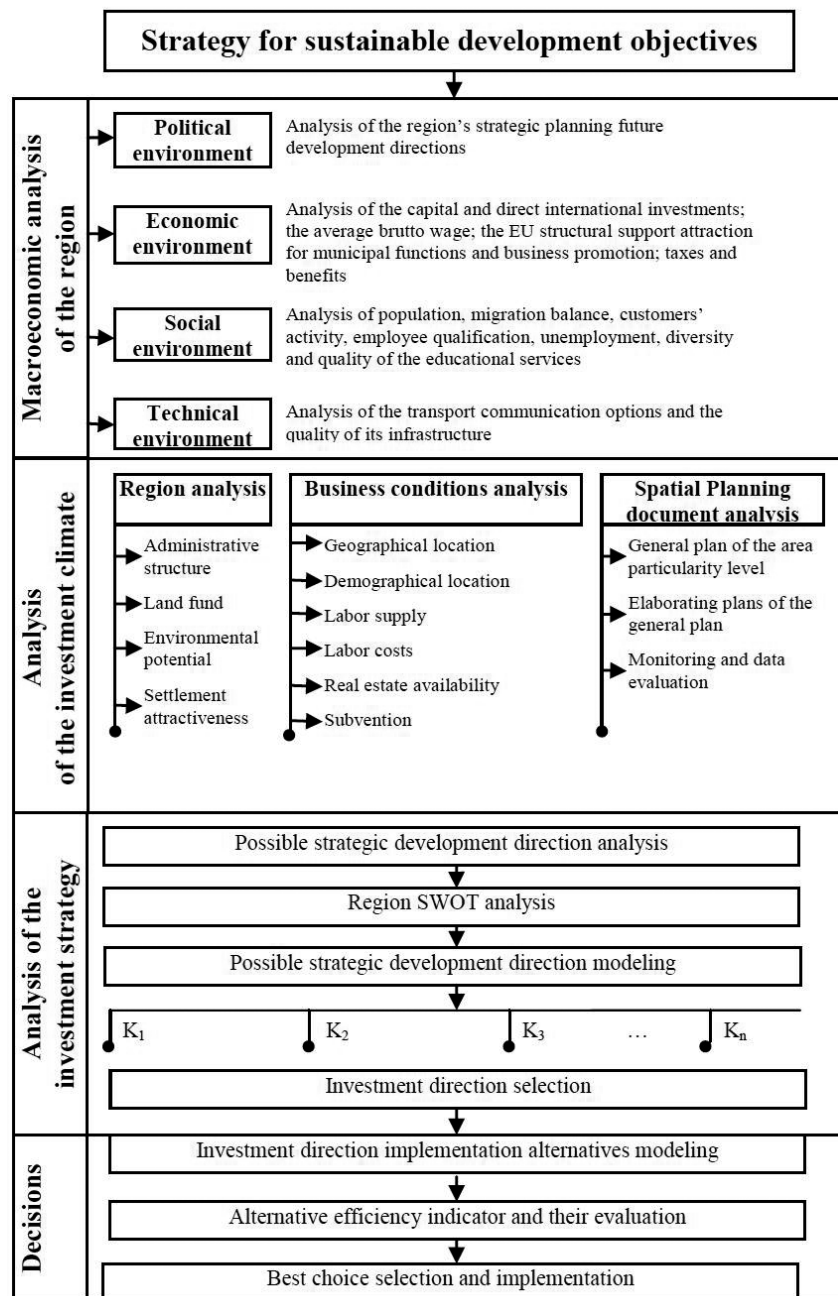 Strategy for sustainable development objectives
Macroeconomic analysis
of the region
Political
environment
Analysis of the region's strategic planning future
development directions
Economic
environment
Analysis of the capital and direct international investments;
the average brutto wage; the EU structural support attraction
for municipal functions and business promotion; taxes and
benefits
Social
environment
Analysis of population, migration balance, customers'
activity, employee qualification, unemployment, diversity
and quality of the educational services
Technical
environment
Analysis of the transport communication options and the
quality of its infrastructure
Analysis
of the investment climate
Region analysis
Administrative
structure
Land fund
Environmental
potential
Settlement
attractiveness
Business conditions analysis
Geographical location
Demographical location
Labor supply
Labor costs
Real estate availability
Subvention
Spatial Planning
document analysis
General plan of the area
particularity level
Elaborating plans of the
general plan
Monitoring and data
evaluation
Analysis of the
investment strategy
Possible strategic development direction analysis
Region SWOT analysis
Possible strategic development direction modeling
K₁ K₂ K₃ … Kₙ
Investment direction selection
Decisions
Investment direction implementation alternatives modeling
Alternative efficiency indicator and their evaluation
Best choice selection and implementation